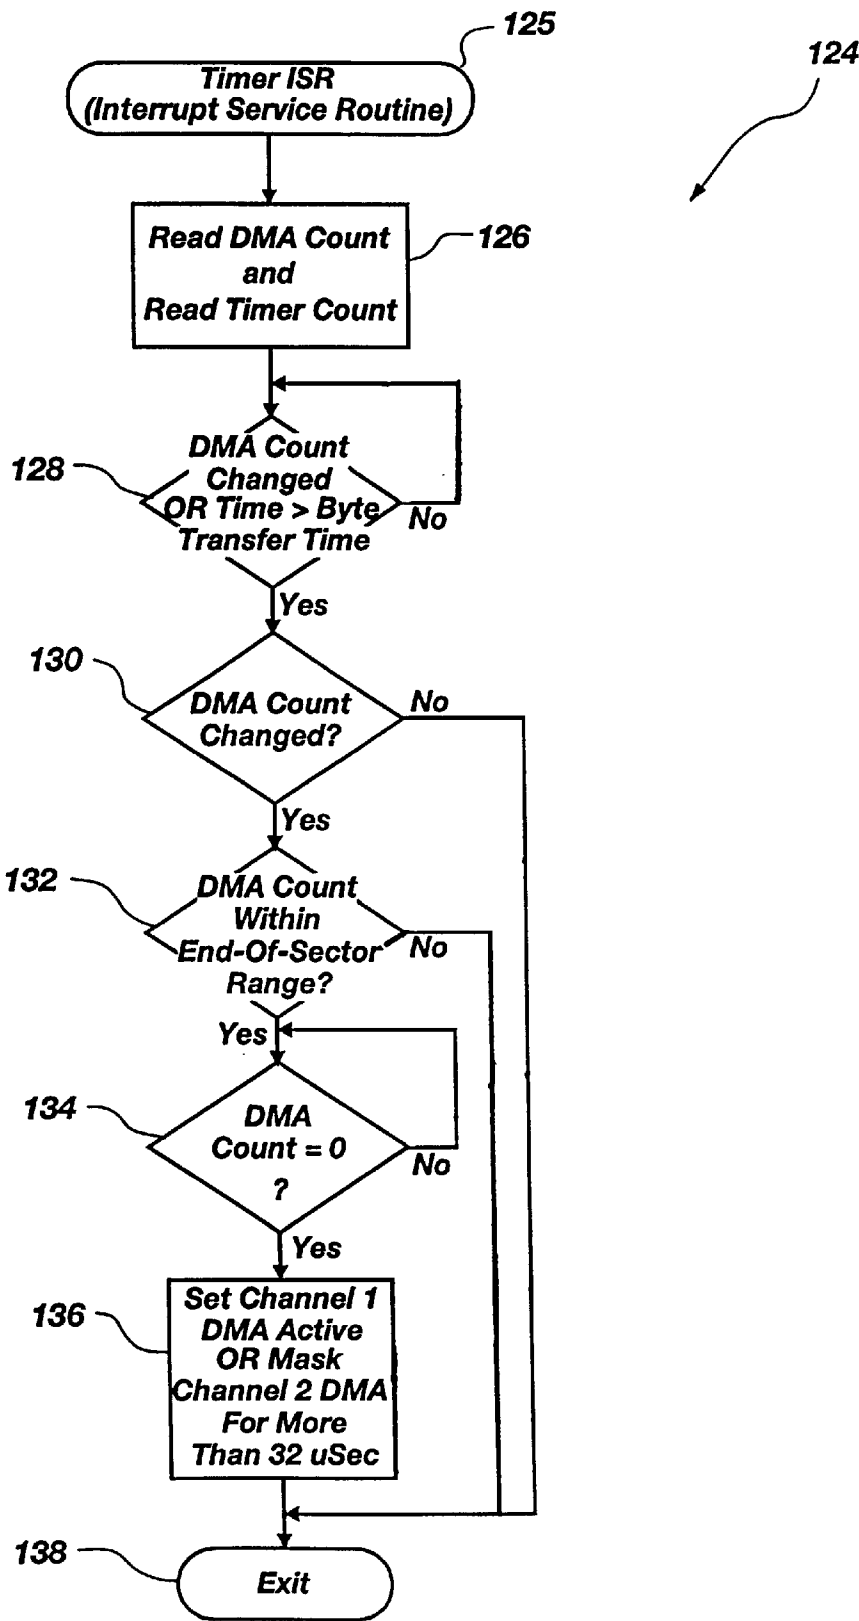 125
124
Timer ISR
(Interrupt Service Routine)
Read DMA Count
and
Read Timer Count
126
DMA Count
Changed
OR Time > Byte
Transfer Time
128
No
Yes
130
DMA Count
Changed?
No
Yes
132
DMA Count
Within
End-Of-Sector
Range?
No
Yes
134
DMA
Count = 0
?
No
Yes
136
Set Channel 1
DMA Active
OR Mask
Channel 2 DMA
For More
Than 32 uSec
138
Exit